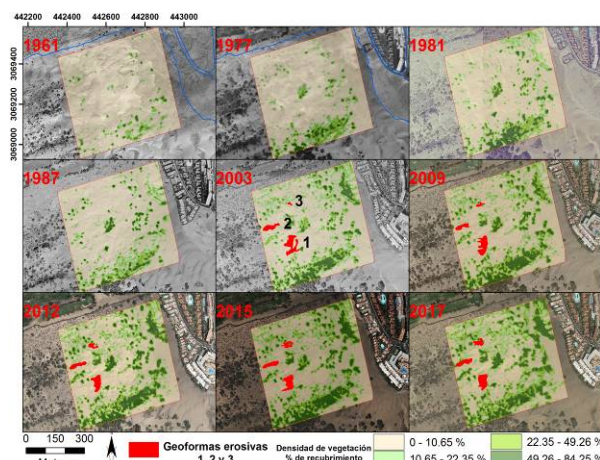 442200 442400 442600 442800 443000
3069400
3069200
3069000
1961
1977
1981
1987
2003
3
2
1
2009
2012
2015
2017
0 150 300
Geoformas erosivas
1, 2 y 3
Densidad de vegetación
% de recubrimiento
0 - 10.65 %
10.65 - 22.35 %
22.35 - 49.26 %
49.26 - 84.25 %